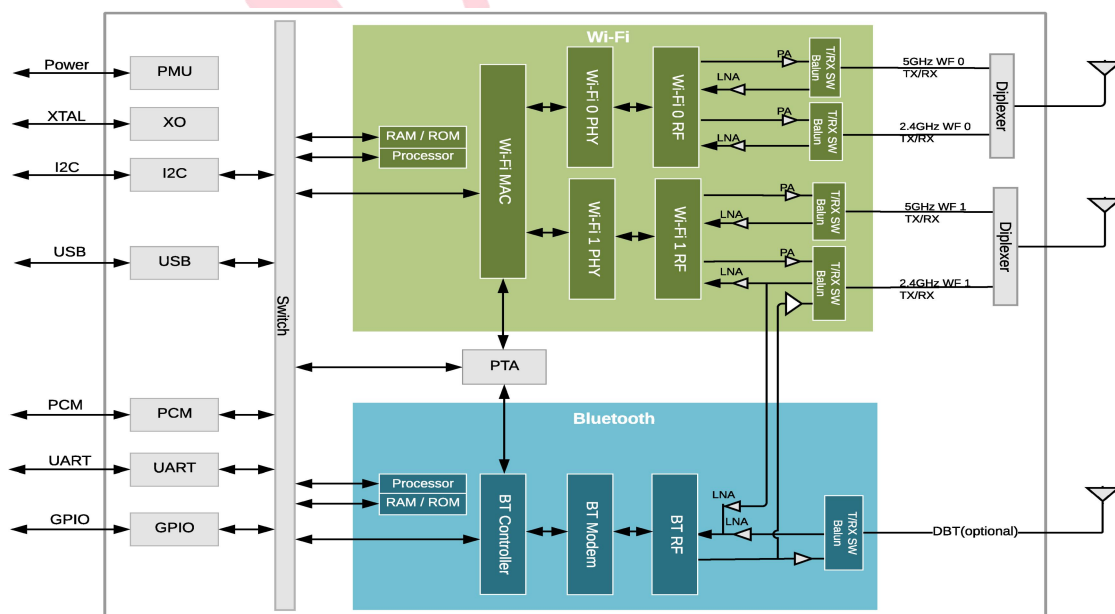 Wi-Fi
Power
PMU
XTAL
XO
I2C
I2C
USB
USB
Switch
PCM
PCM
UART
UART
GPIO
GPIO
RAM / ROM
Processor
Wi-Fi MAC
Wi-Fi 0 PHY
Wi-Fi 0 RF
PA
LNA
T/RX SW
Balun
5GHz WF 0
TX/RX
PA
LNA
T/RX SW
Balun
2.4GHz WF 0
TX/RX
Diplexer
Wi-Fi 1 PHY
Wi-Fi 1 RF
PA
LNA
T/RX SW
Balun
5GHz WF 1
TX/RX
PA
LNA
T/RX SW
Balun
2.4GHz WF 1
TX/RX
Diplexer
PTA
Bluetooth
Processor
RAM / ROM
BT Controller
BT Modem
BT RF
LNA
LNA
T/RX SW
Balun
DBT(optional)